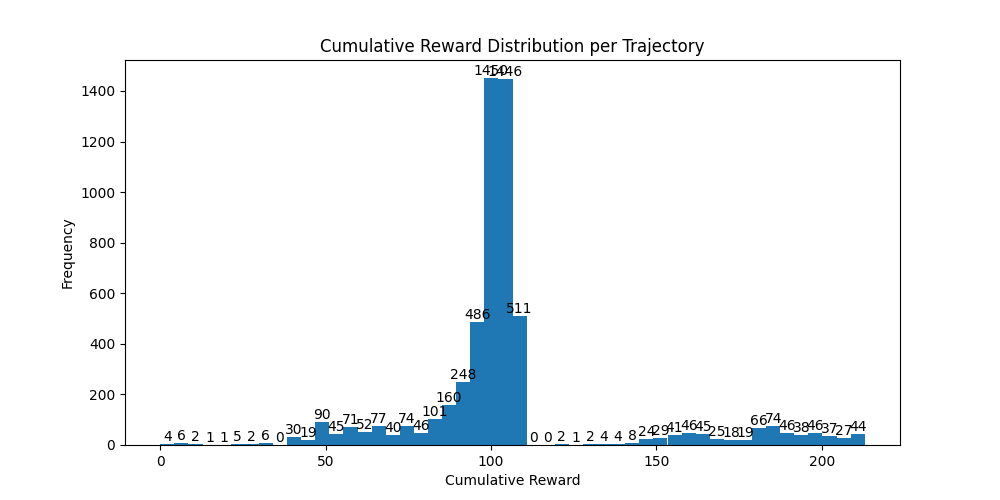 Cumulative Reward Distribution per Trajectory
Frequency
1400
1200
1000
800
600
400
200
0
4 6 2 1 1 5 2 6 0 30 19 90 45 71 52 77 40 74 46 101 160 248 486 1450 1446 511 0 0 2 1 2 4 4 8 24 29 41 46 45 25 18 19 66 74 46 38 46 37 27 44
0 50 100 150 200
Cumulative Reward